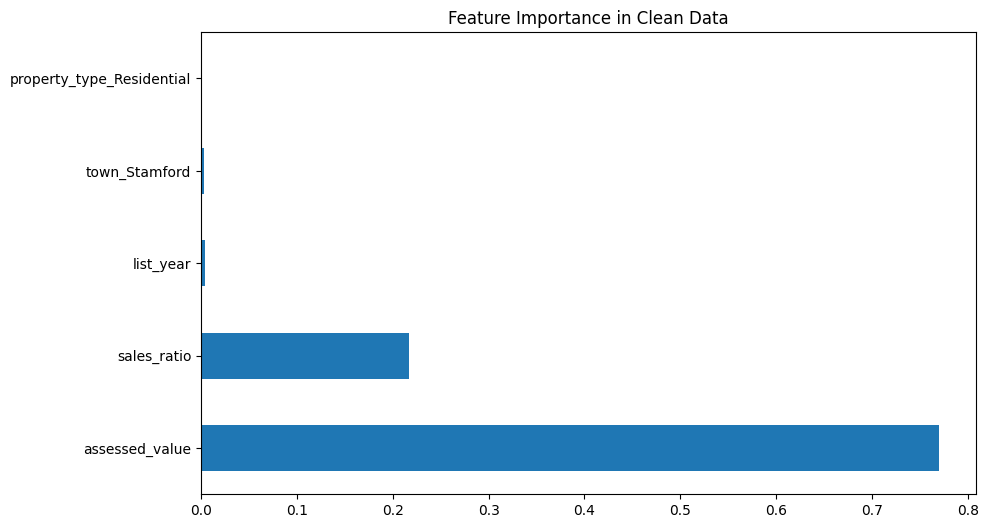 Feature Importance in Clean Data
property_type_Residential
town_Stamford
list_year
sales_ratio
assessed_value
0.0 0.1 0.2 0.3 0.4 0.5 0.6 0.7 0.8